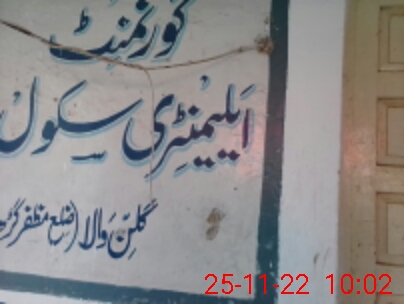 گورنمنٹ
ایلیمنٹری سکول
گلن والا (ضلع مظفر گڑھ
25-11-22 10:02